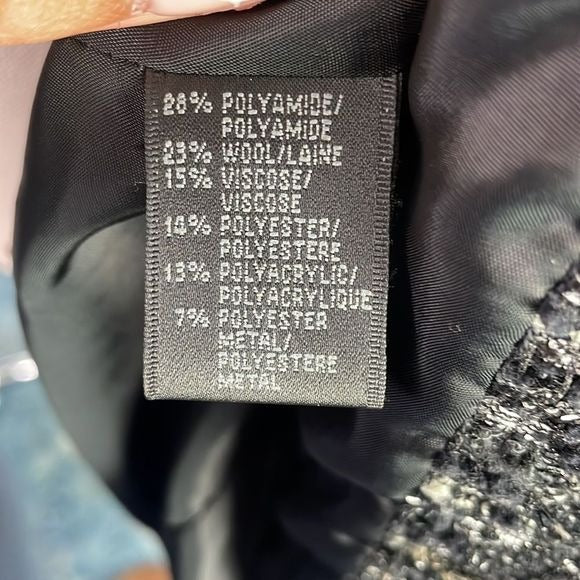 28% POLYAMIDE/
POLYAMIDE
23% WOOL/LAINE
15% VISCOSE/
VISCOSE
14% POLYESTER/
POLYESTERE
13% POLYACRYLIC/
POLYACRYLIQUE
7% POLYESTER
METAL/
POLYESTERE
METAL